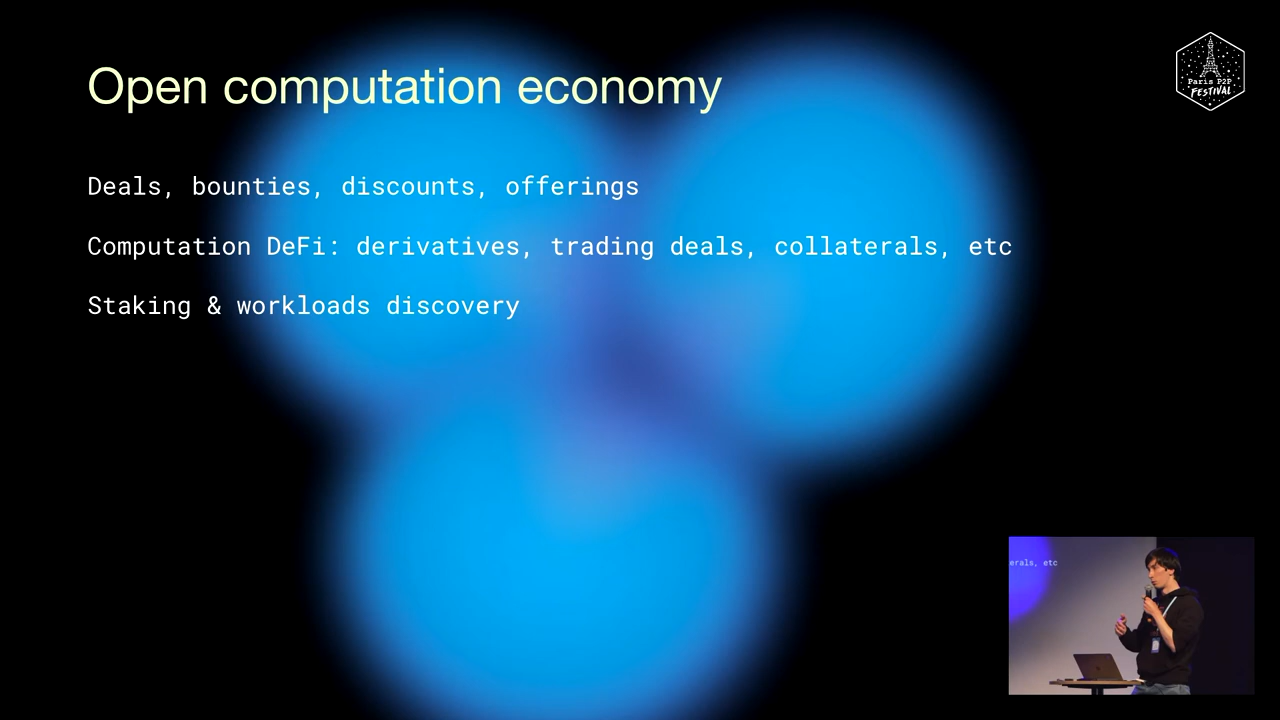 Open computation economy
Paris P2P
FESTIVAL
Deals, bounties, discounts, offerings
Computation DeFi: derivatives, trading deals, collaterals, etc
Staking & workloads discovery
erals, etc